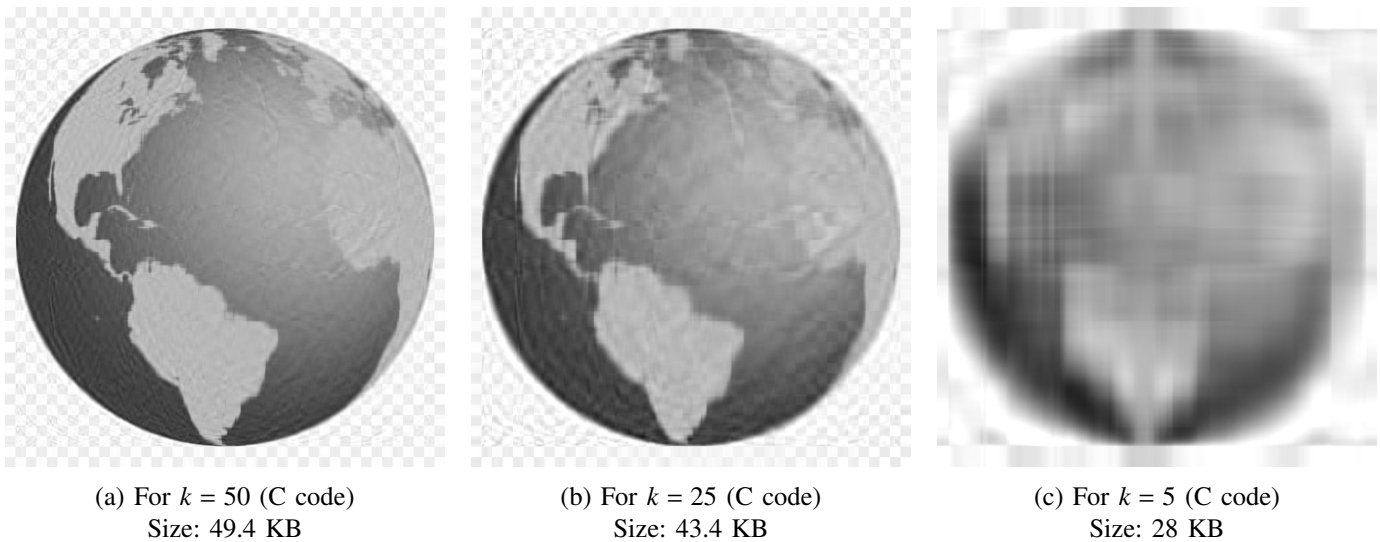 (a) For k = 50 (C code)
Size: 49.4 KB
(b) For k = 25 (C code)
Size: 43.4 KB
(c) For k = 5 (C code)
Size: 28 KB